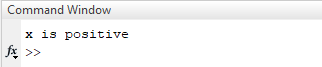 Command Window
x is positive
fx >>